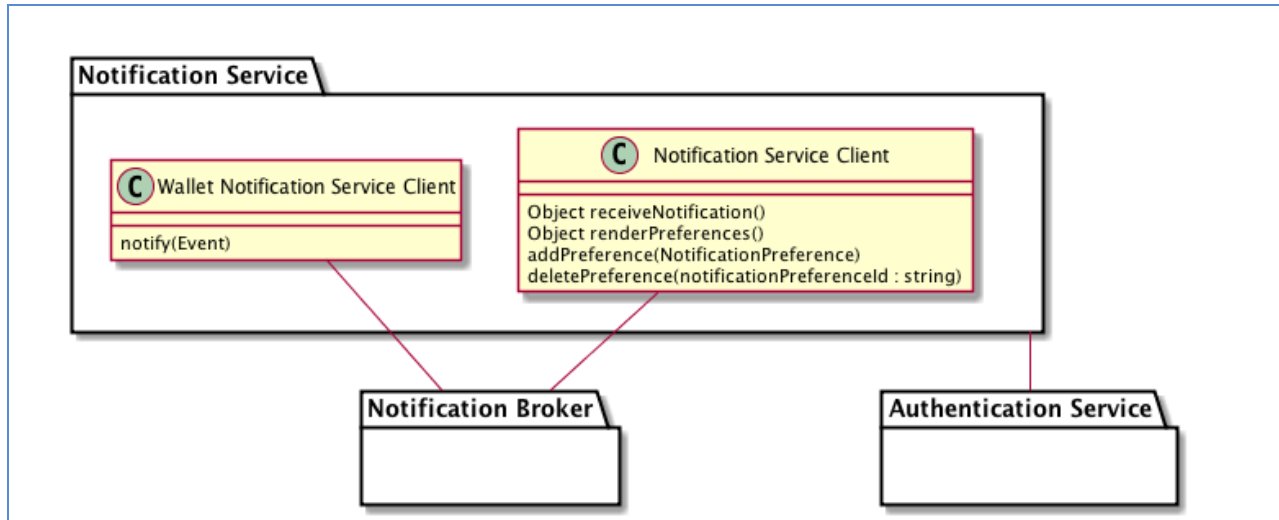 Notification Service
C Wallet Notification Service Client
notify(Event)
C Notification Service Client
Object receiveNotification()
Object renderPreferences()
addPreference(NotificationPreference)
deletePreference(notificationPreferenceId : string)
Notification Broker
Authentication Service